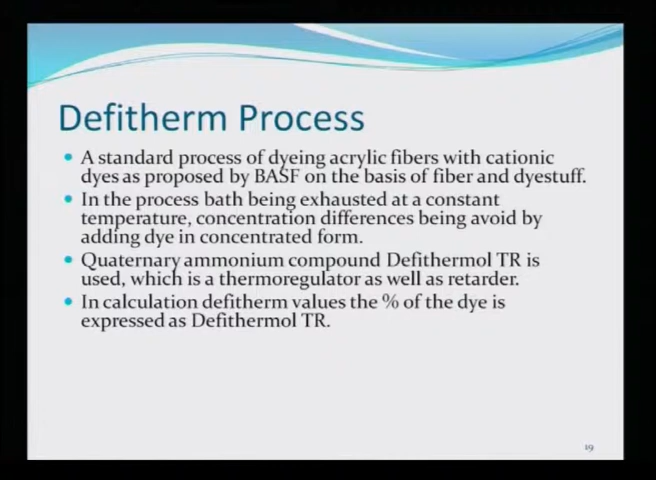 Defitherm Process
A standard process of dyeing acrylic fibers with cationic
dyes as proposed by BASF on the basis of fiber and dyestuff.
In the process bath being exhausted at a constant
temperature, concentration differences being avoid by
adding dye in concentrated form.
Quaternary ammonium compound Defithermol TR is
used, which is a thermoregulator as well as retarder.
In calculation defitherm values the % of the dye is
expressed as Defithermol TR.
19